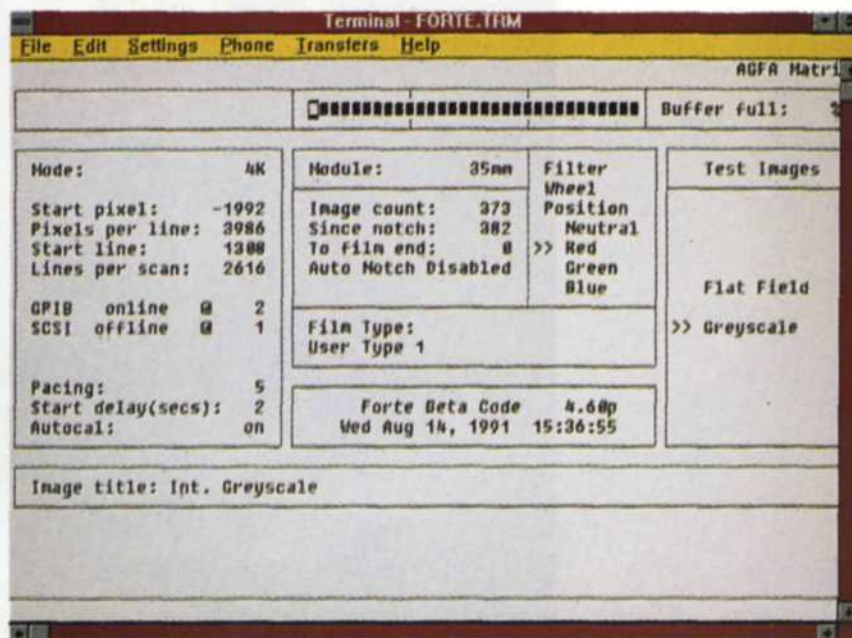 Terminal - FORTE.TRM
File Edit Settings Phone Transfers Help
AGFA Matri
Buffer full: %
Mode: 4K
Start pixel: -1992
Pixels per line: 3986
Start line: 1308
Lines per scan: 2616
GPIB online @ 2
SCSI offline @ 1
Pacing: 5
Start delay(secs): 2
Autocal: on
Module: 35mm
Image count: 373
Since notch: 382
To film end: 0
Auto Notch Disabled
Filter
Wheel
Position
Neutral
>> Red
Green
Blue
Film Type:
User Type 1
Forte Beta Code 4.60p
Wed Aug 14, 1991 15:36:55
Test Images
Flat Field
>> Greyscale
Image title: Int. Greyscale